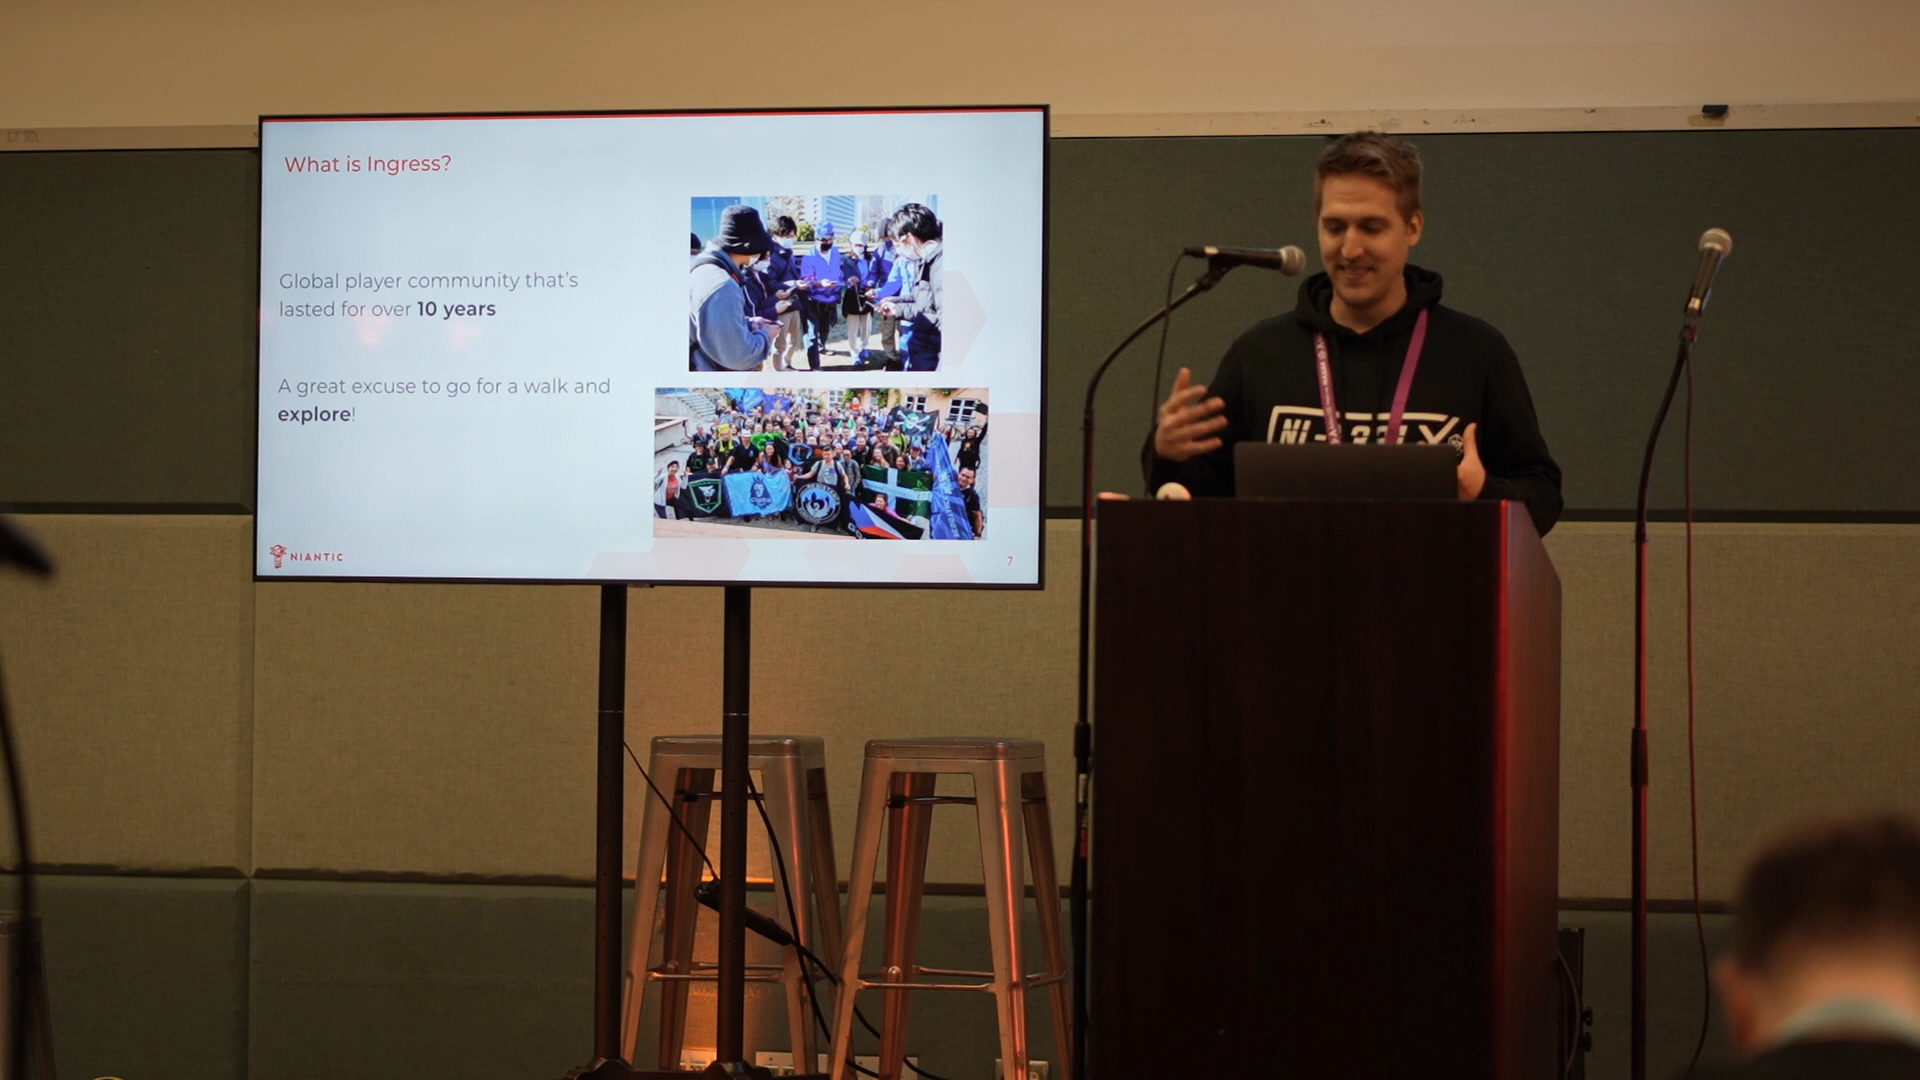 What is Ingress?
Global player community that's
lasted for over 10 years
A great excuse to go for a walk and
explore!
NIANTIC
7